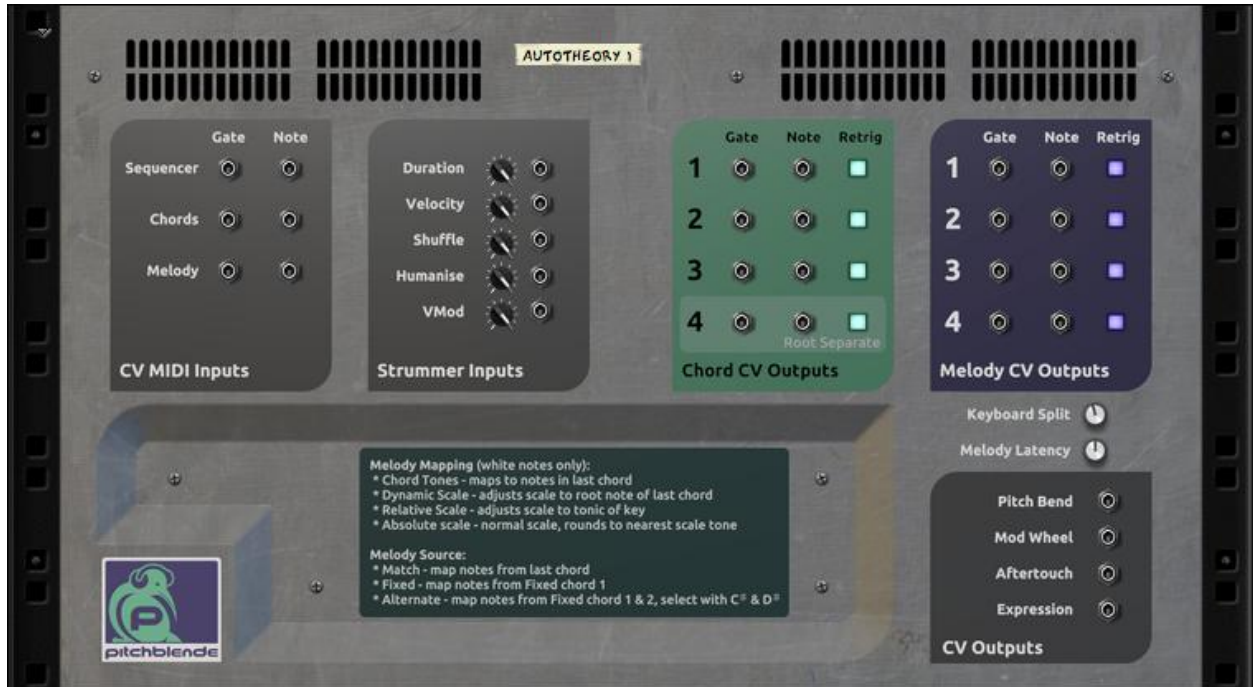 AUTOTHEORY 1
Gate Note
Sequencer
Chords
Melody
CV MIDI Inputs
Duration
Velocity
Shuffle
Humanise
VMod
Strummer Inputs
Gate Note Retrig
1
2
3
4
Root Separate
Chord CV Outputs
Gate Note Retrig
1
2
3
4
Melody CV Outputs
Keyboard Split
Melody Latency
Melody Mapping (white notes only):
* Chord Tones - maps to notes in last chord
* Dynamic Scale - adjusts scale to root note of last chord
* Relative Scale - adjusts scale to tonic of key
* Absolute scale - normal scale, rounds to nearest scale tone
Melody Source:
* Match - map notes from last chord
* Fixed - map notes from Fixed chord 1
* Alternate - map notes from Fixed chord 1 & 2, select with C# & D#
Pitch Bend
Mod Wheel
Aftertouch
Expression
CV Outputs
P
pitchblende